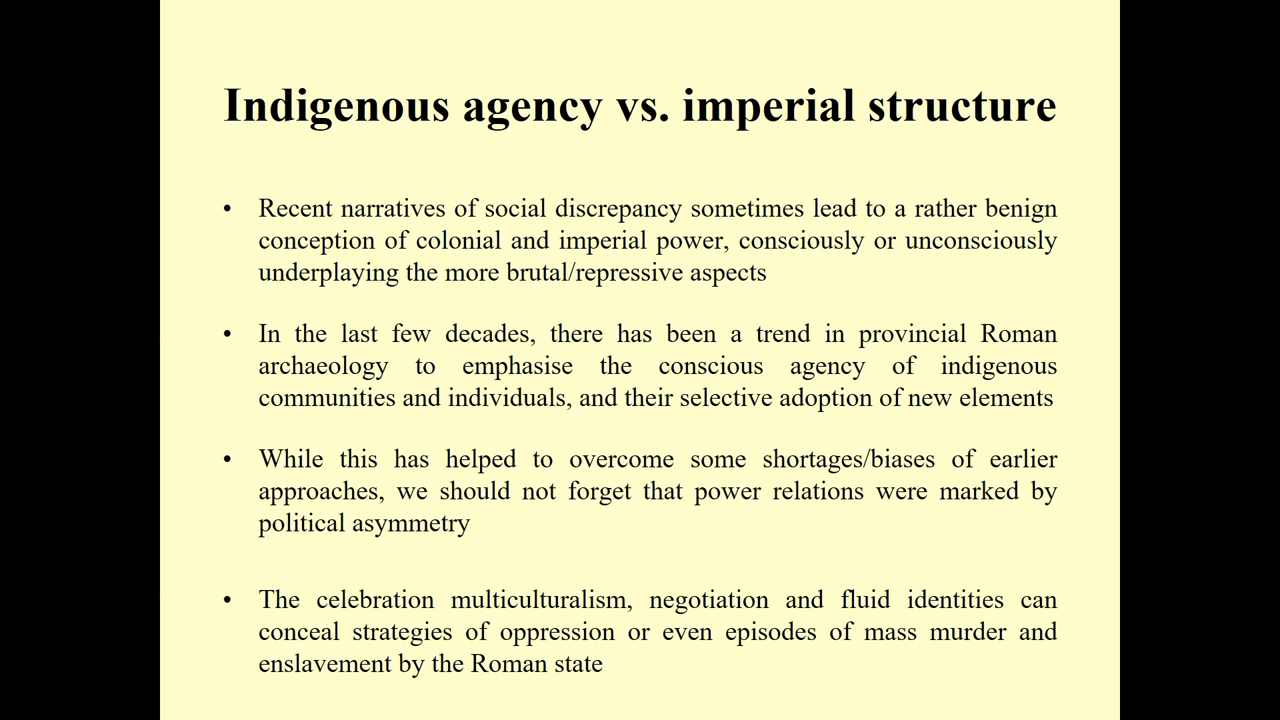 Indigenous agency vs. imperial structure
• Recent narratives of social discrepancy sometimes lead to a rather benign
conception of colonial and imperial power, consciously or unconsciously
underplaying the more brutal/repressive aspects
• In the last few decades, there has been a trend in provincial Roman
archaeology to emphasise the conscious agency of indigenous
communities and individuals, and their selective adoption of new elements
• While this has helped to overcome some shortages/biases of earlier
approaches, we should not forget that power relations were marked by
political asymmetry
• The celebration multiculturalism, negotiation and fluid identities can
conceal strategies of oppression or even episodes of mass murder and
enslavement by the Roman state